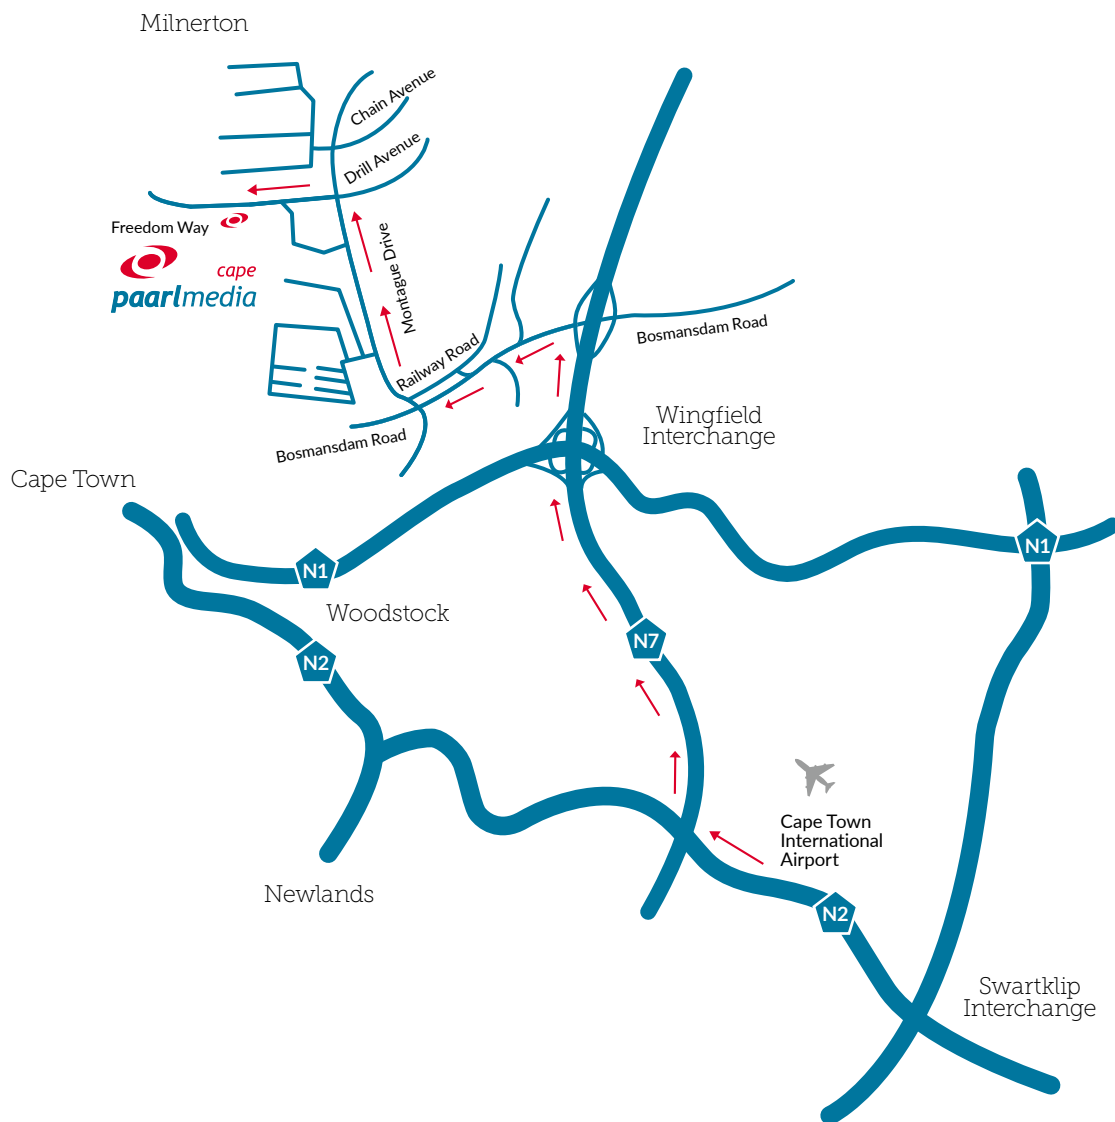 Milnerton
Chain Avenue
Drill Avenue
Freedom Way
cape
paarlmedia
Montague Drive
Railway Road
Bosmansdam Road
Bosmansdam Road
Wingfield
Interchange
Cape Town
N1
N1
Woodstock
N2
N7
Cape Town
International
Airport
Newlands
N2
Swartklip
Interchange